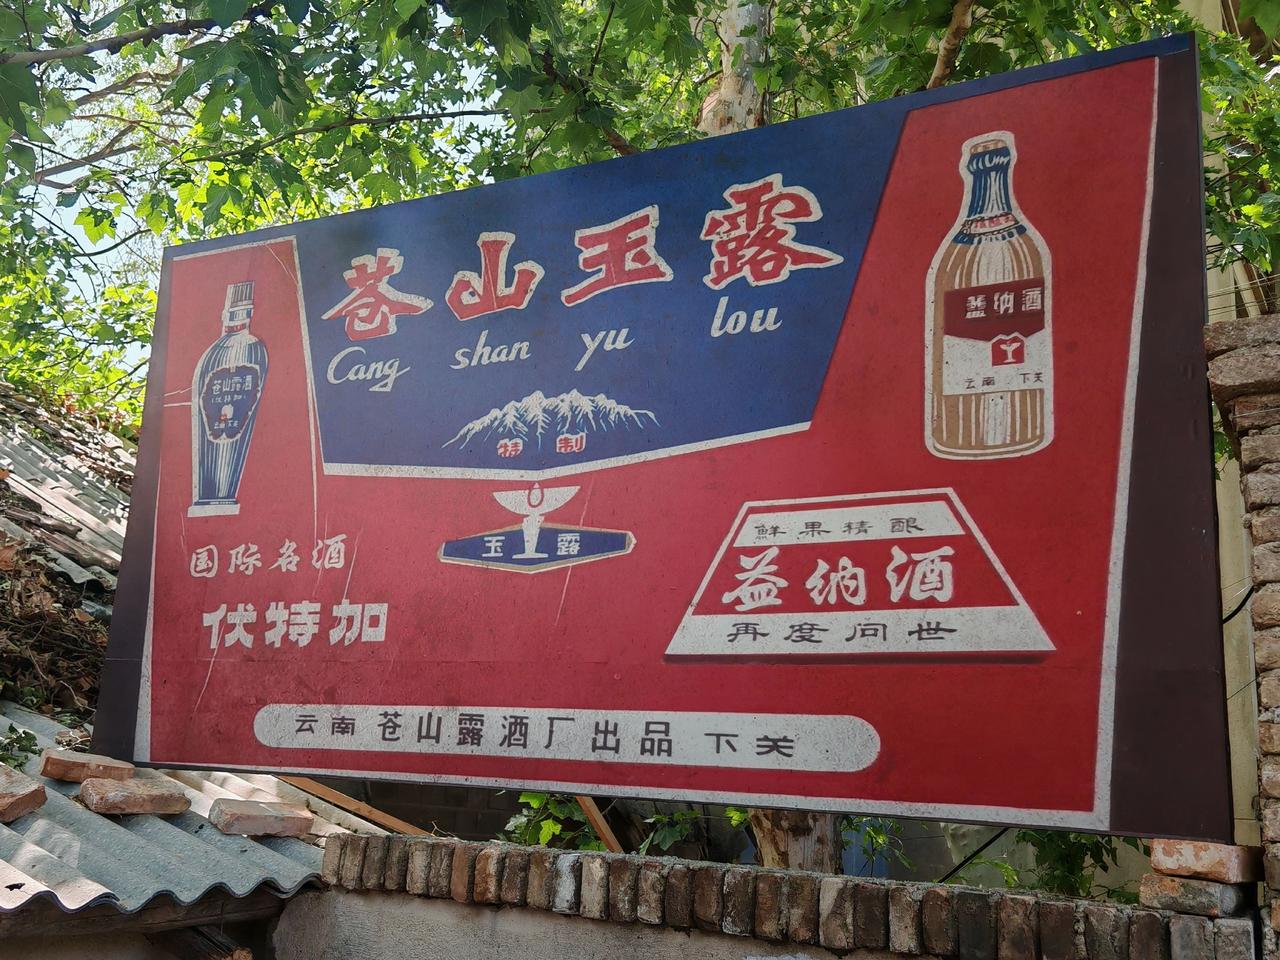 苍山玉露
Cang shan yu lou
特制
玉露
苍山露酒
(伏特加)
云南下关
国际名酒
伏特加
益纳酒
云南 下关
鮮果精酿
益纳酒
再度问世
云南苍山露酒厂出品 下关